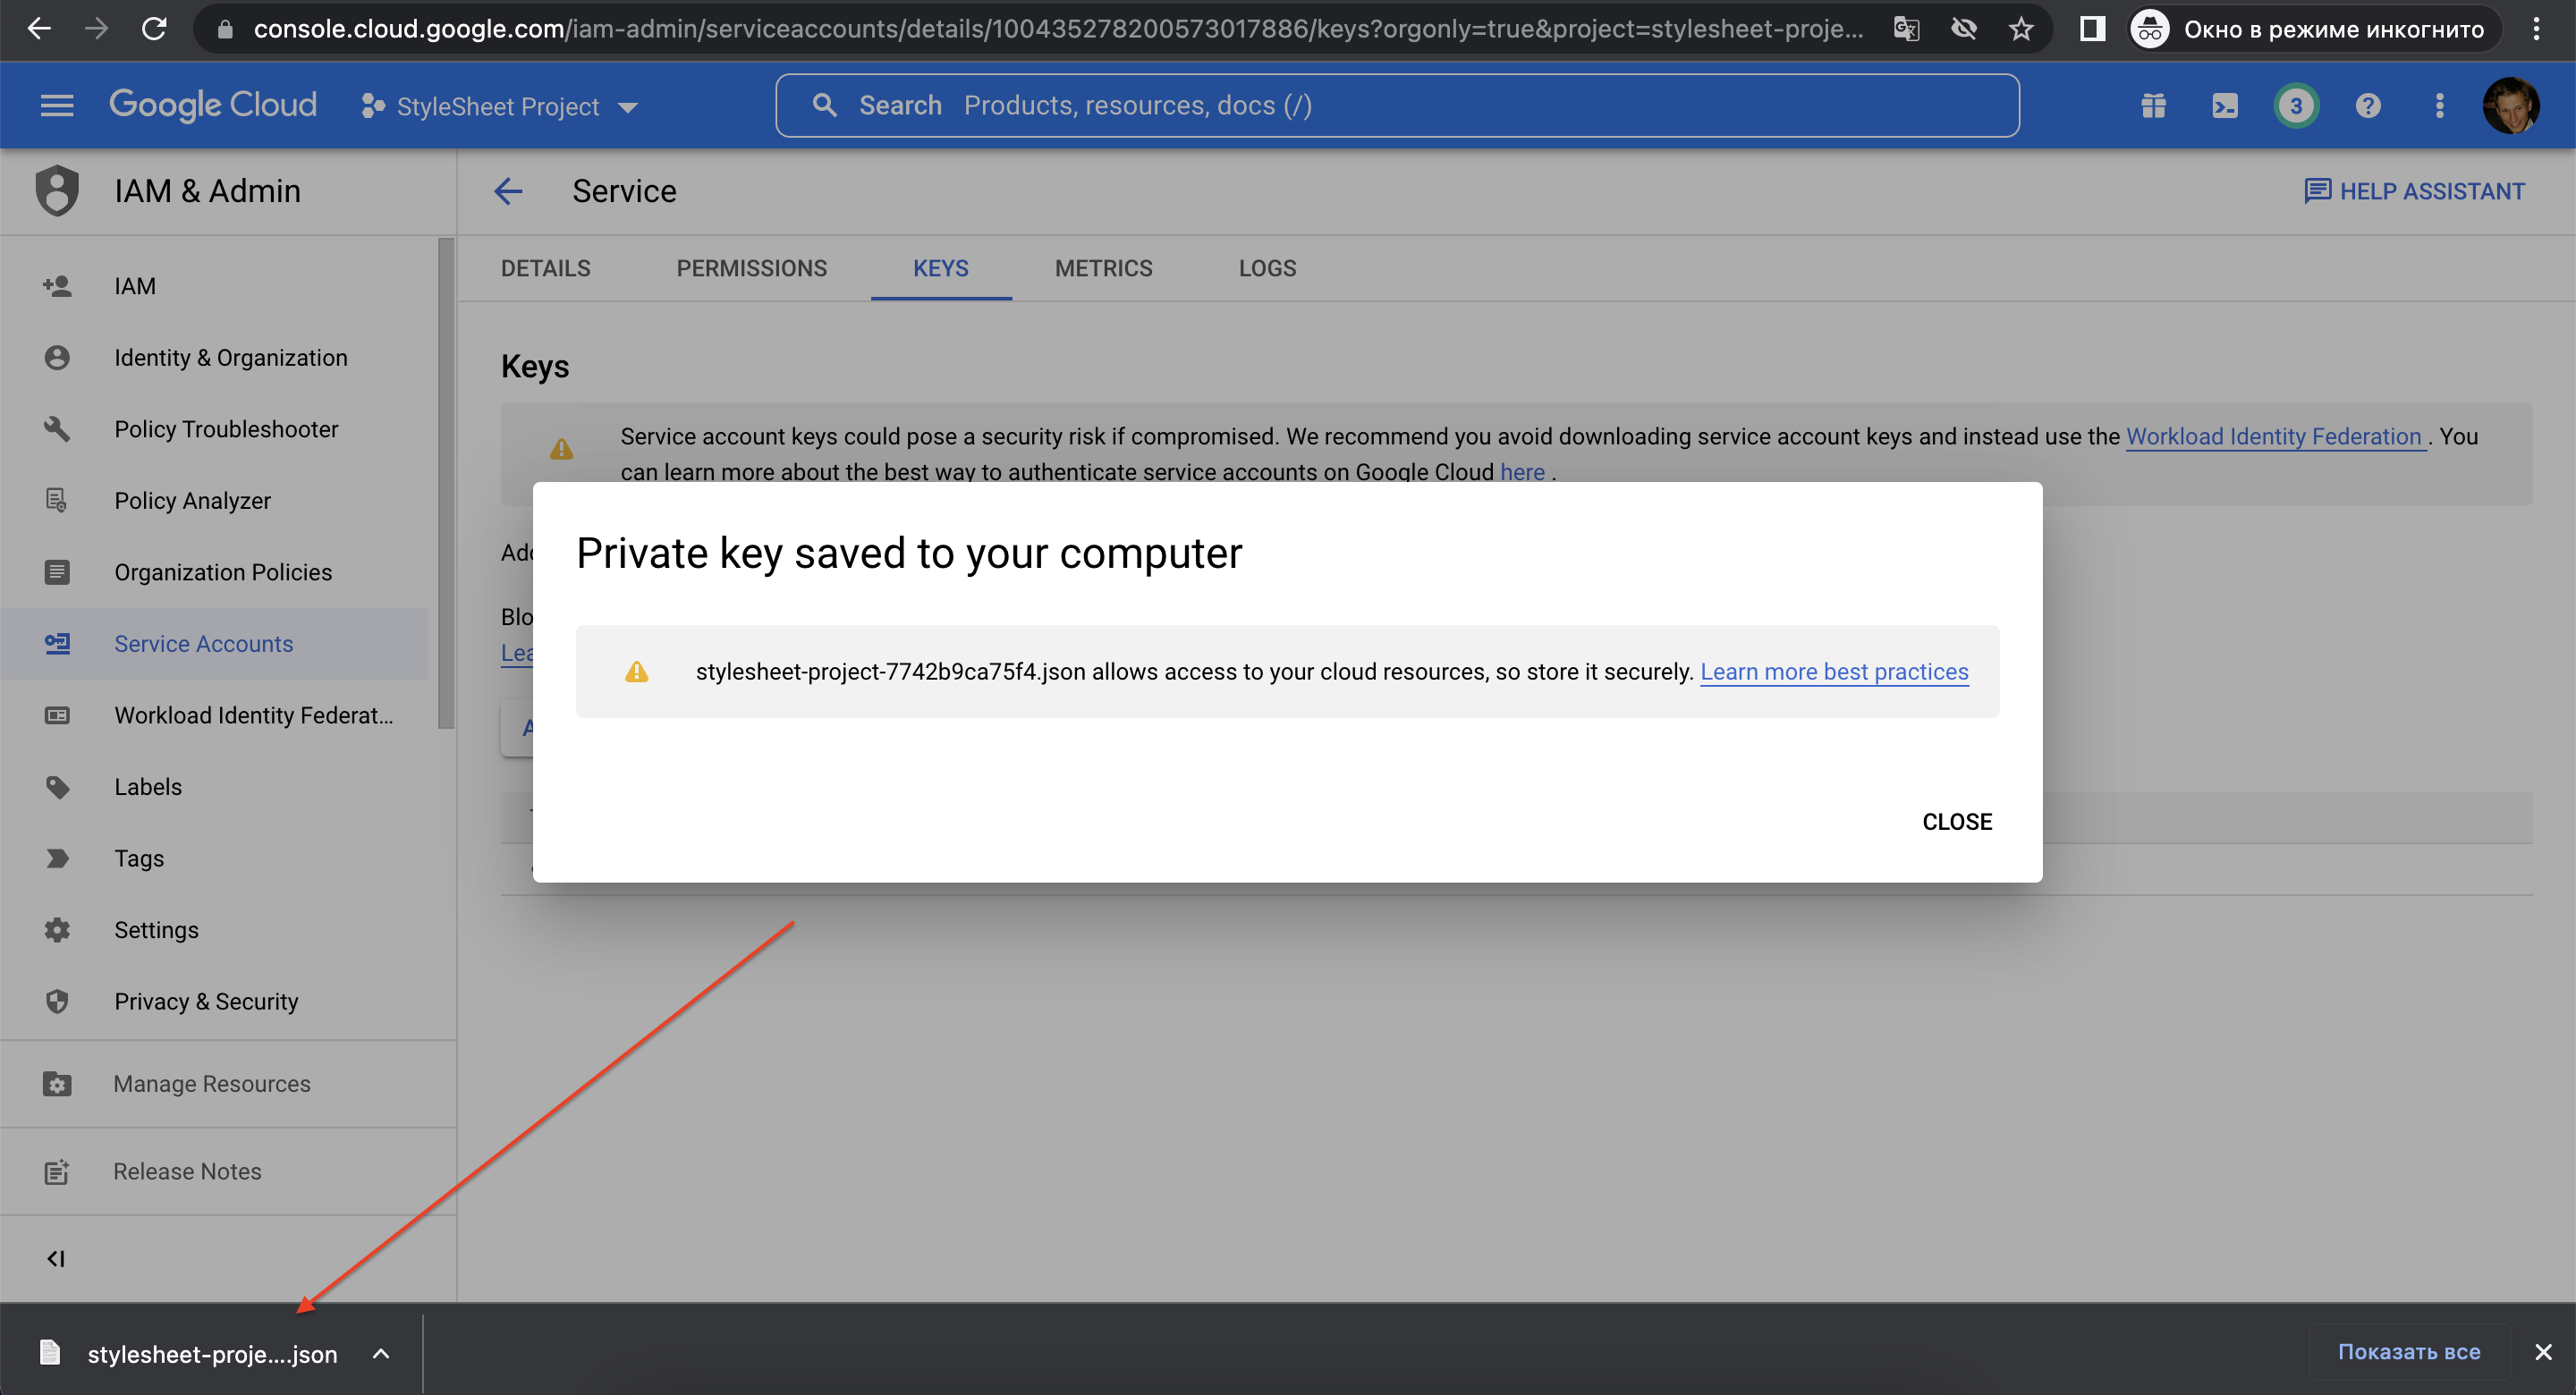 console.cloud.google.com/iam-admin/serviceaccounts/details/100435278200573017886/keys?orgonly=true&project=stylesheet-proje...
Окно в режиме инкогнито
Google Cloud
StyleSheet Project
Search Products, resources, docs (/)
3
IAM & Admin
Service
HELP ASSISTANT
DETAILS
PERMISSIONS
KEYS
METRICS
LOGS
IAM
Identity & Organization
Policy Troubleshooter
Policy Analyzer
Organization Policies
Service Accounts
Workload Identity Federat...
Labels
Tags
Settings
Privacy & Security
Manage Resources
Release Notes
Keys
Service account keys could pose a security risk if compromised. We recommend you avoid downloading service account keys and instead use the Workload Identity Federation . You
can learn more about the best way to authenticate service accounts on Google Cloud here .
Private key saved to your computer
stylesheet-project-7742b9ca75f4.json allows access to your cloud resources, so store it securely. Learn more best practices
CLOSE
stylesheet-proje....json
Показать все